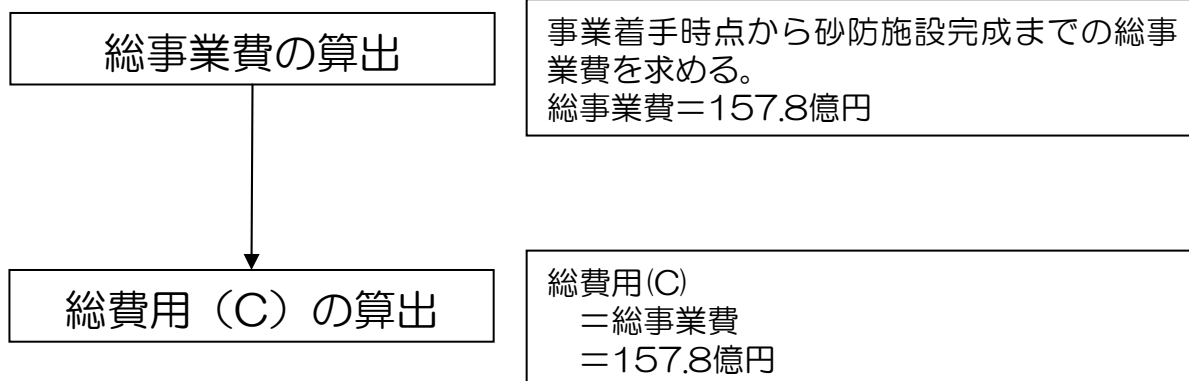 総事業費の算出
事業着手時点から砂防施設完成までの総事
業費を求める。
総事業費＝157.8億円
総費用（C）の算出
総費用(C)
＝総事業費
＝157.8億円